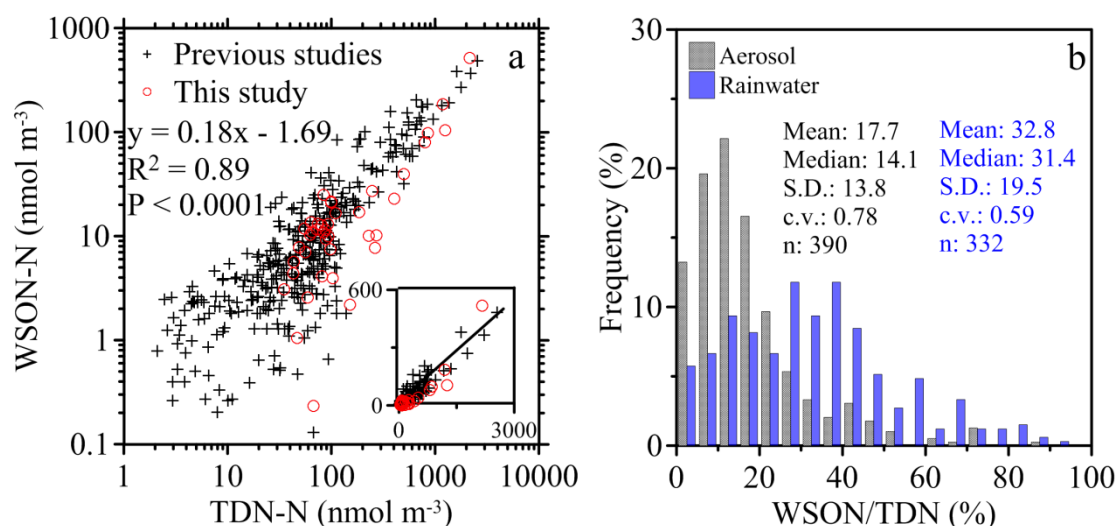 1000
100
10
1
0.1
WSON-N (nmol m⁻³)
+ Previous studies
○ This study
y = 0.18x - 1.69
R² = 0.89
P < 0.0001
a
600
0
0
3000
1
10
100
1000
10000
TDN-N (nmol m⁻³)
30
20
10
0
Frequency (%)
Aerosol
Rainwater
b
Mean: 17.7
Median: 14.1
S.D.: 13.8
c.v.: 0.78
n: 390
Mean: 32.8
Median: 31.4
S.D.: 19.5
c.v.: 0.59
n: 332
0
20
40
60
80
100
WSON/TDN (%)